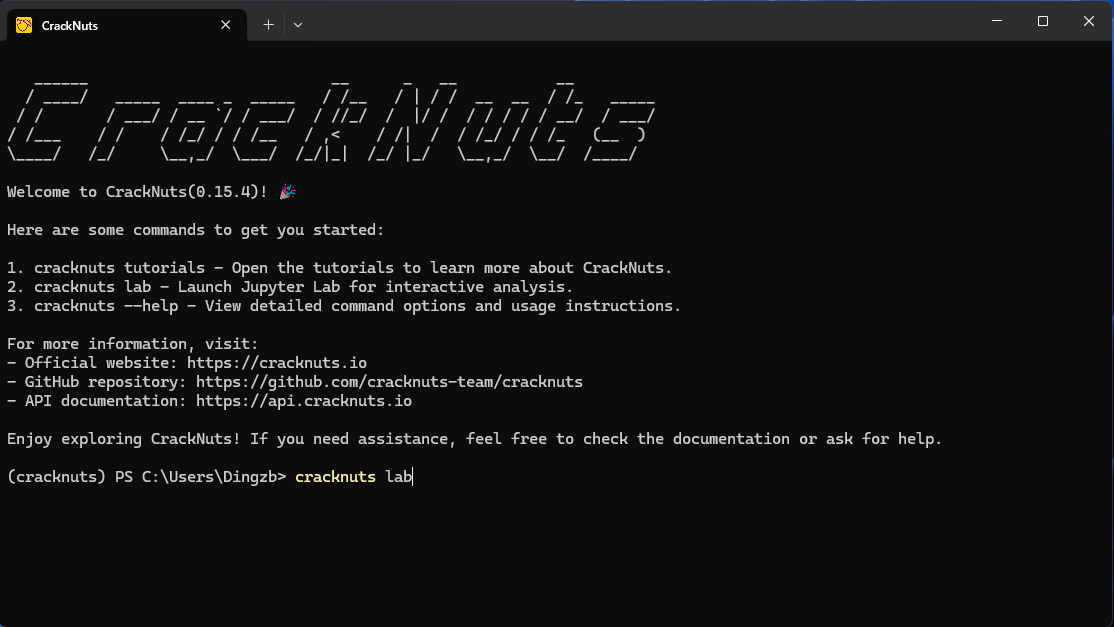 CrackNuts
CrackNuts
Welcome to CrackNuts(0.15.4)! 🎉
Here are some commands to get you started:
1. cracknuts tutorials - Open the tutorials to learn more about CrackNuts.
2. cracknuts lab - Launch Jupyter Lab for interactive analysis.
3. cracknuts --help - View detailed command options and usage instructions.
For more information, visit:
- Official website: https://cracknuts.io
- GitHub repository: https://github.com/cracknuts-team/cracknuts
- API documentation: https://api.cracknuts.io
Enjoy exploring CrackNuts! If you need assistance, feel free to check the documentation or ask for help.
(cracknuts) PS C:\Users\Dingzb> cracknuts lab